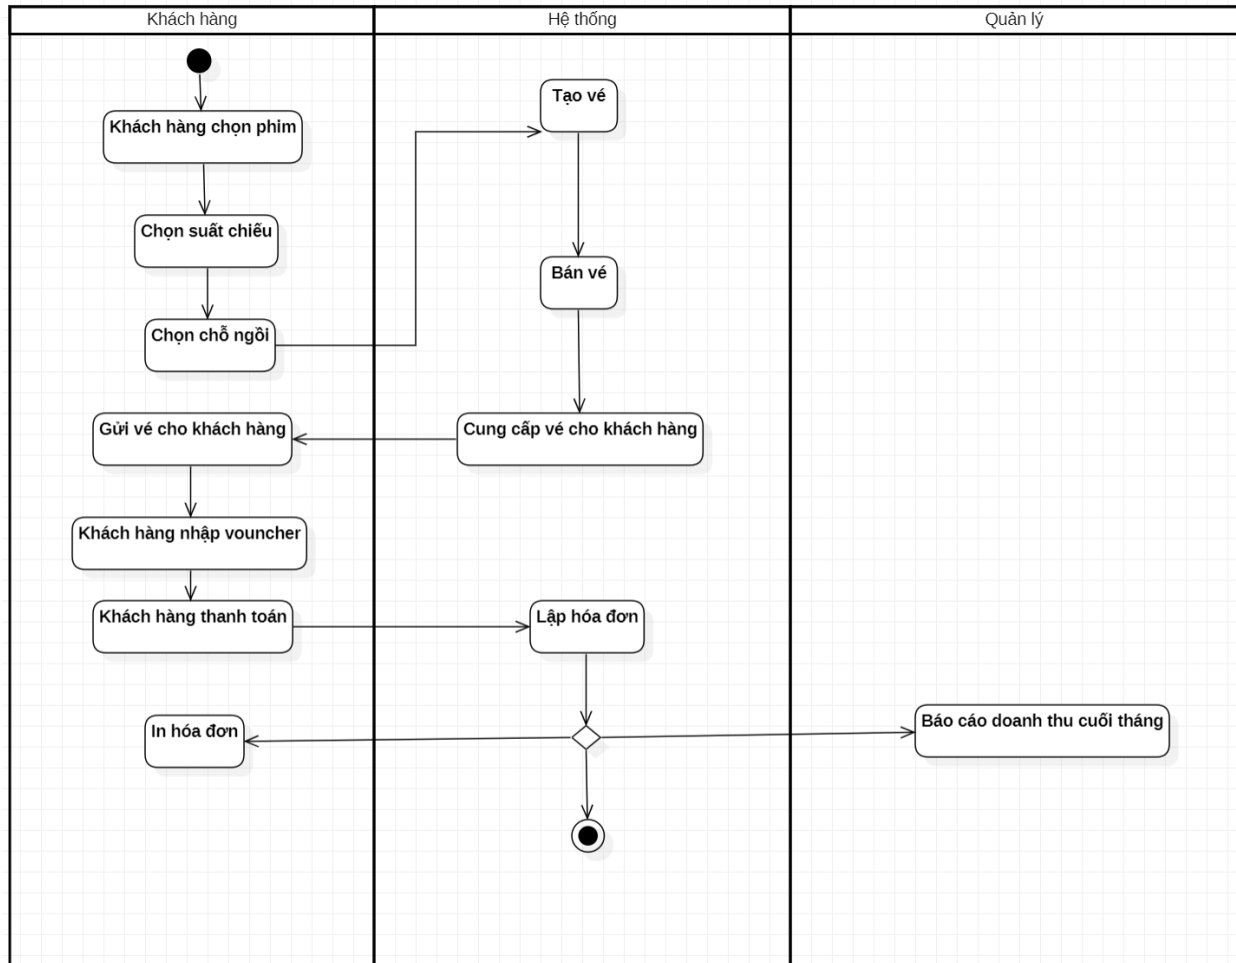 Khách hàng
Hệ thống
Quản lý
Khách hàng chọn phim
Chọn suất chiếu
Chọn chỗ ngồi
Tạo vé
Bán vé
Cung cấp vé cho khách hàng
Gửi vé cho khách hàng
Khách hàng nhập vouncher
Khách hàng thanh toán
Lập hóa đơn
In hóa đơn
Báo cáo doanh thu cuối tháng